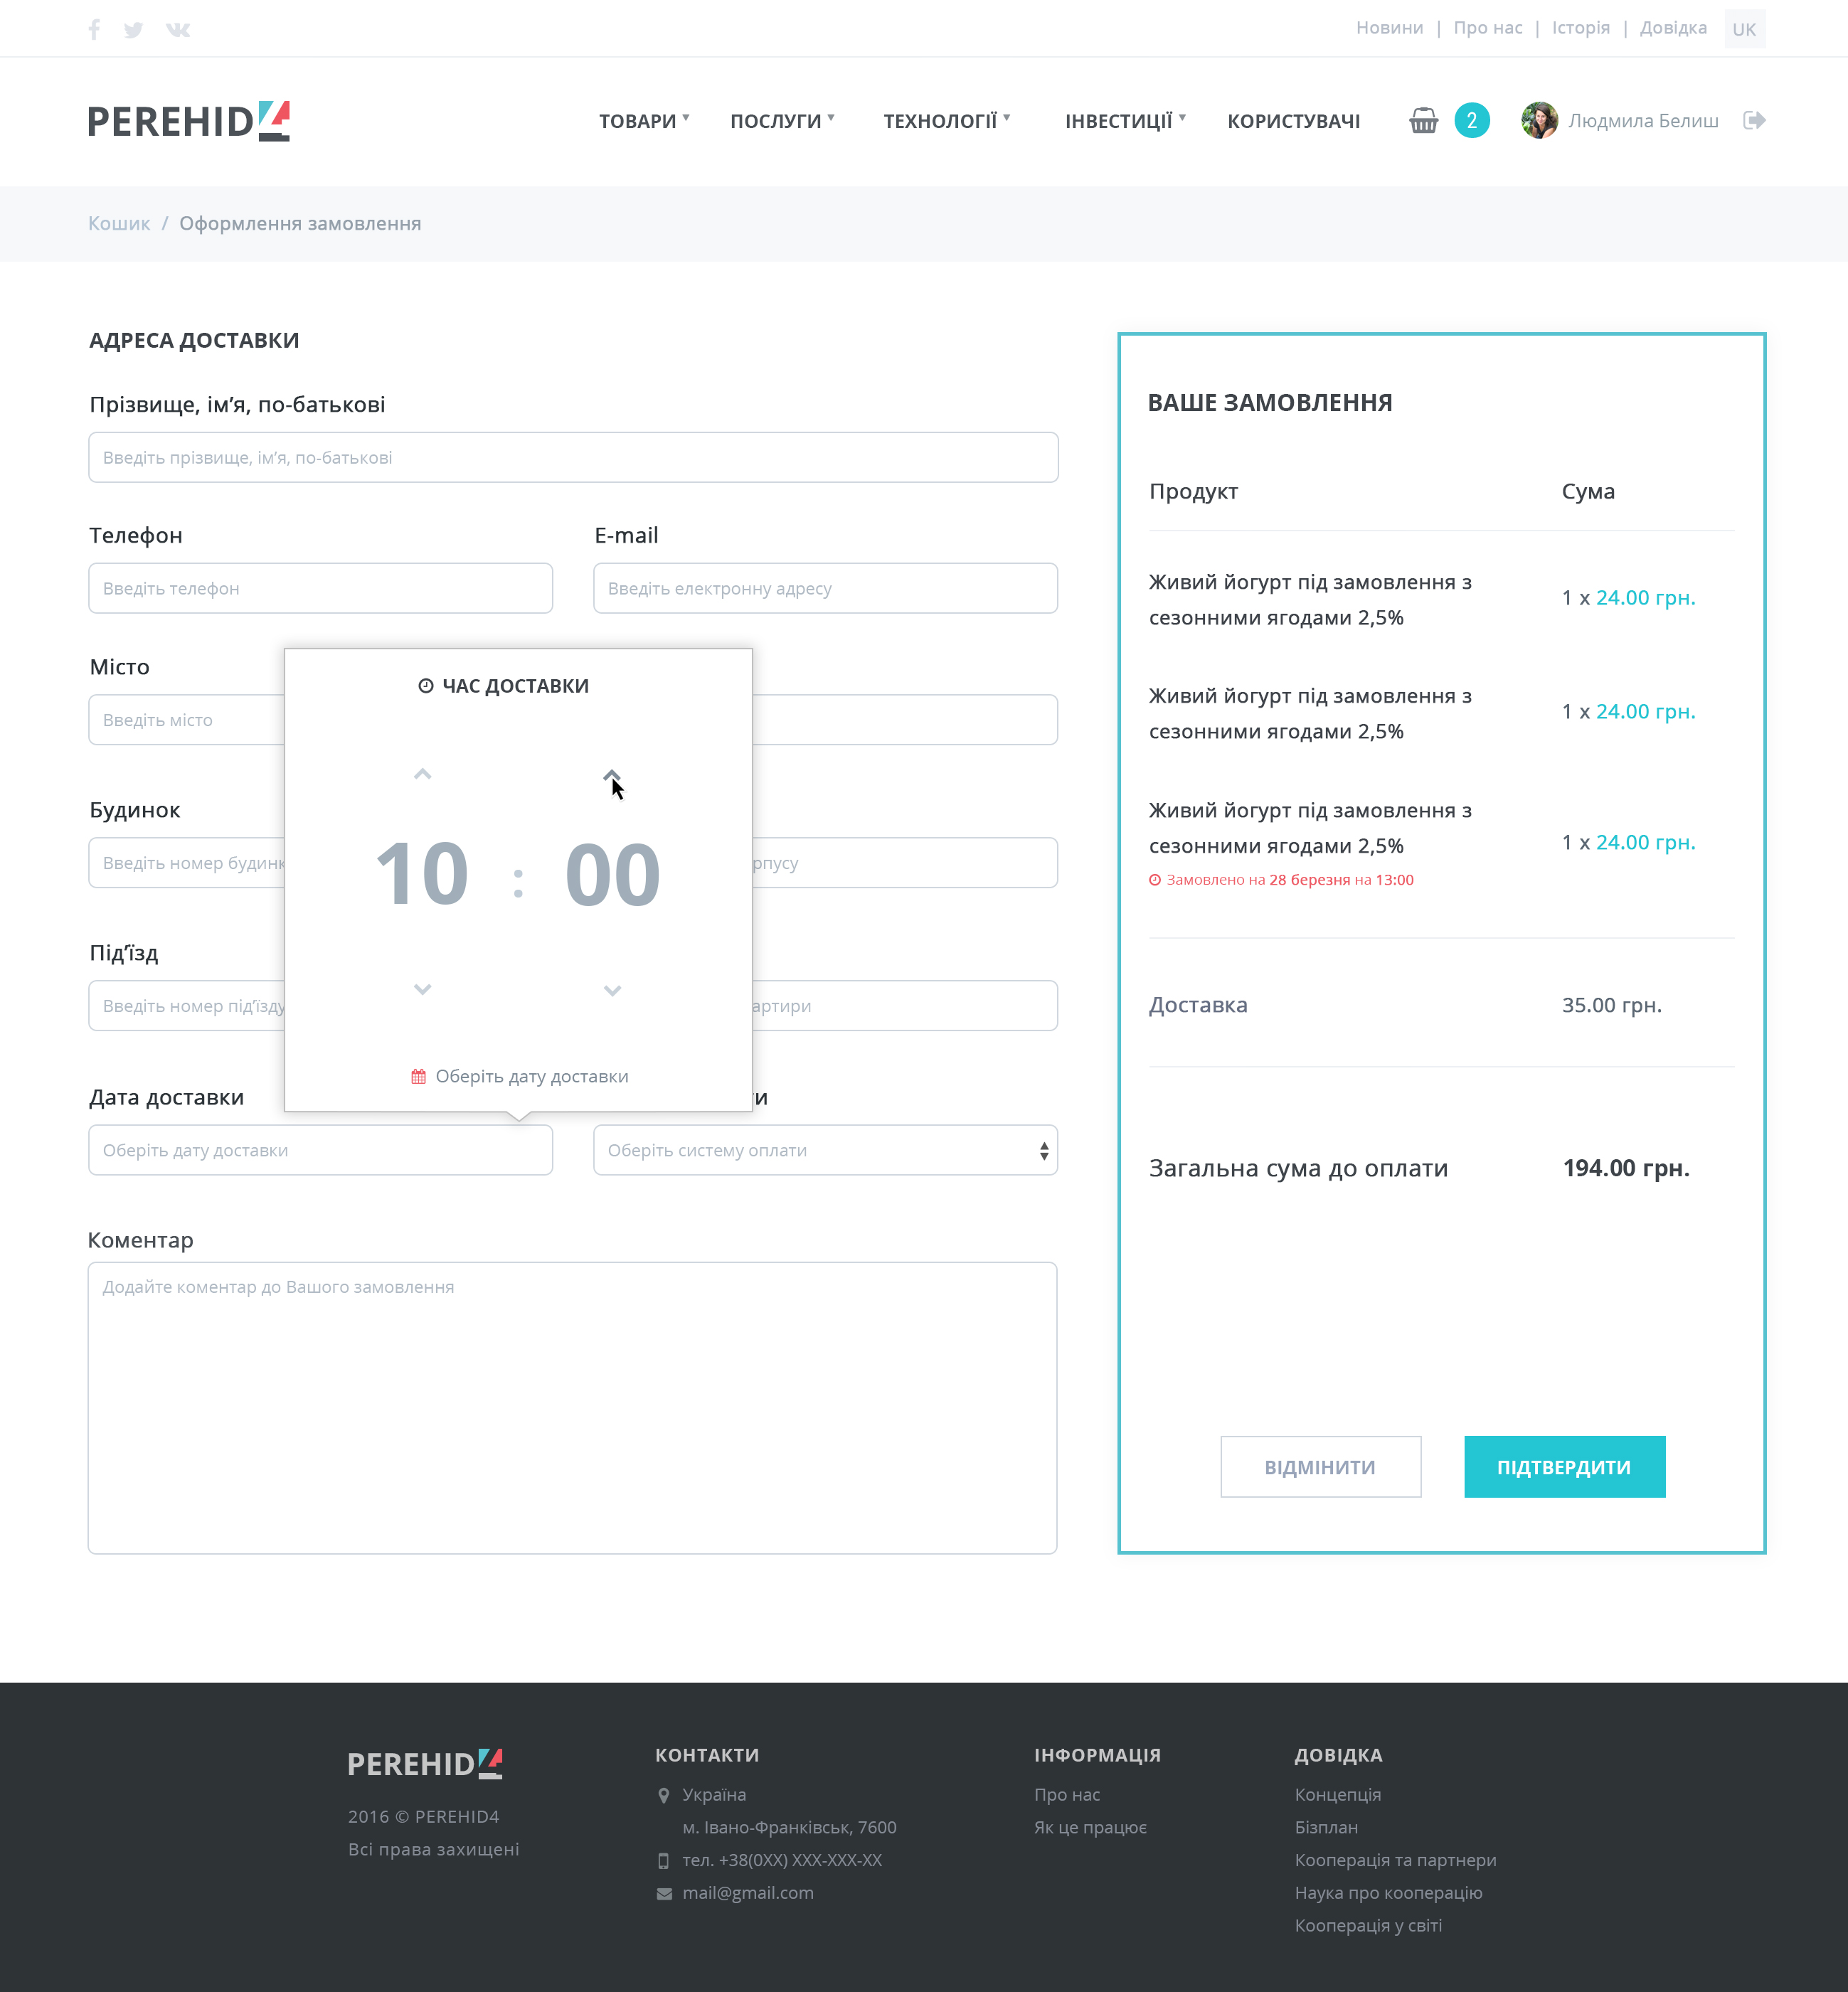 Новини | Про нас | Історія | Довідка UK
PEREHID4
ТОВАРИ ПОСЛУГИ ТЕХНОЛОГІЇ ІНВЕСТИЦІЇ КОРИСТУВАЧІ 2 Людмила Белиш
Кошик / Оформлення замовлення
АДРЕСА ДОСТАВКИ
Прізвище, ім’я, по-батькові
Введіть прізвище, ім’я, по-батькові
Телефон E-mail
Введіть телефон Введіть електронну адресу
Місто
Введіть місто
Будинок
Введіть номер будинк рпусу
Під’їзд
Введіть номер під’їзду артири
ЧАС ДОСТАВКИ
10 : 00
Оберіть дату доставки
Дата доставки и
Оберіть дату доставки Оберіть систему оплати
Коментар
Додайте коментар до Вашого замовлення
ВАШЕ ЗАМОВЛЕННЯ
Продукт Сума
Живий йогурт під замовлення з
сезонними ягодами 2,5%
1 x 24.00 грн.
Живий йогурт під замовлення з
сезонними ягодами 2,5%
1 x 24.00 грн.
Живий йогурт під замовлення з
сезонними ягодами 2,5%
1 x 24.00 грн.
Замовлено на 28 березня на 13:00
Доставка 35.00 грн.
Загальна сума до оплати 194.00 грн.
ВІДМІНИТИ ПІДТВЕРДИТИ
PEREHID4
2016 © PEREHID4
Всі права захищені
КОНТАКТИ
Україна
м. Івано-Франківськ, 7600
тел. +38(0XX) XXX-XXX-XX
mail@gmail.com
ІНФОРМАЦІЯ
Про нас
Як це працює
ДОВІДКА
Концепція
Бізплан
Кооперація та партнери
Наука про кооперацію
Кооперація у світі